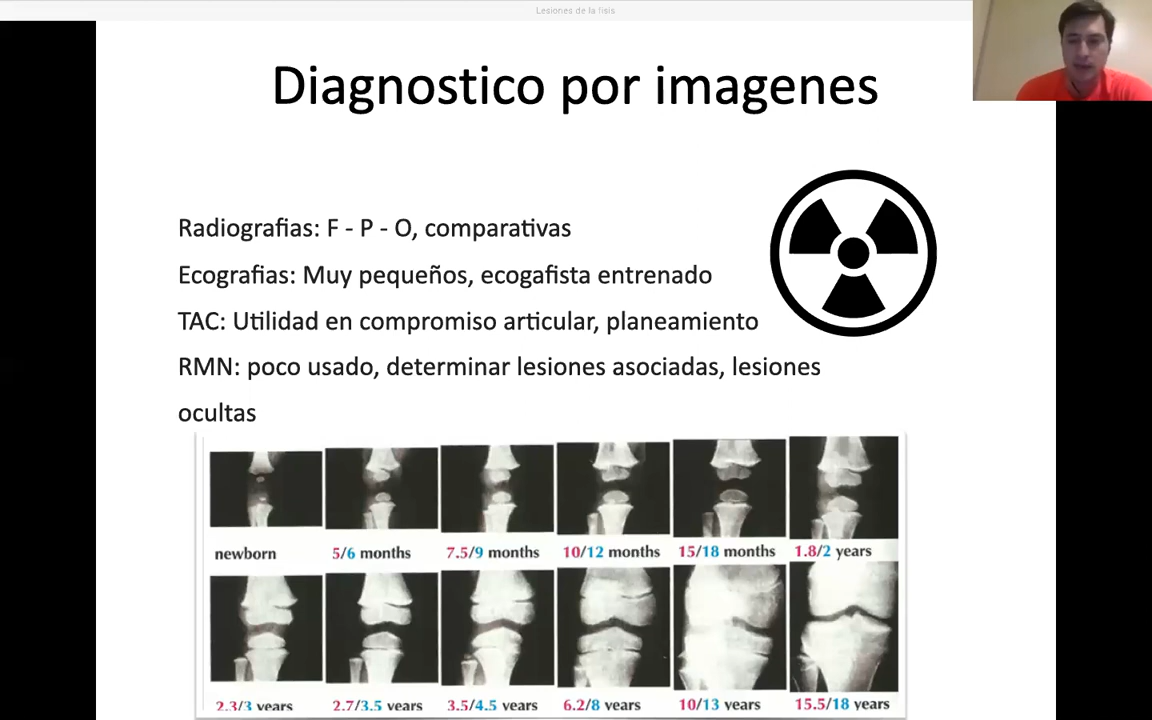 Lesiones de la fisis
Diagnostico por imagenes
Radiografias: F - P - O, comparativas
Ecografias: Muy pequeños, ecogafista entrenado
TAC: Utilidad en compromiso articular, planeamiento
RMN: poco usado, determinar lesiones asociadas, lesiones
ocultas
newborn 5/6 months 7.5/9 months 10/12 months 15/18 months 1.8/2 years
2.3/3 years 2.7/3.5 years 3.5/4.5 years 6.2/8 years 10/13 years 15.5/18 years